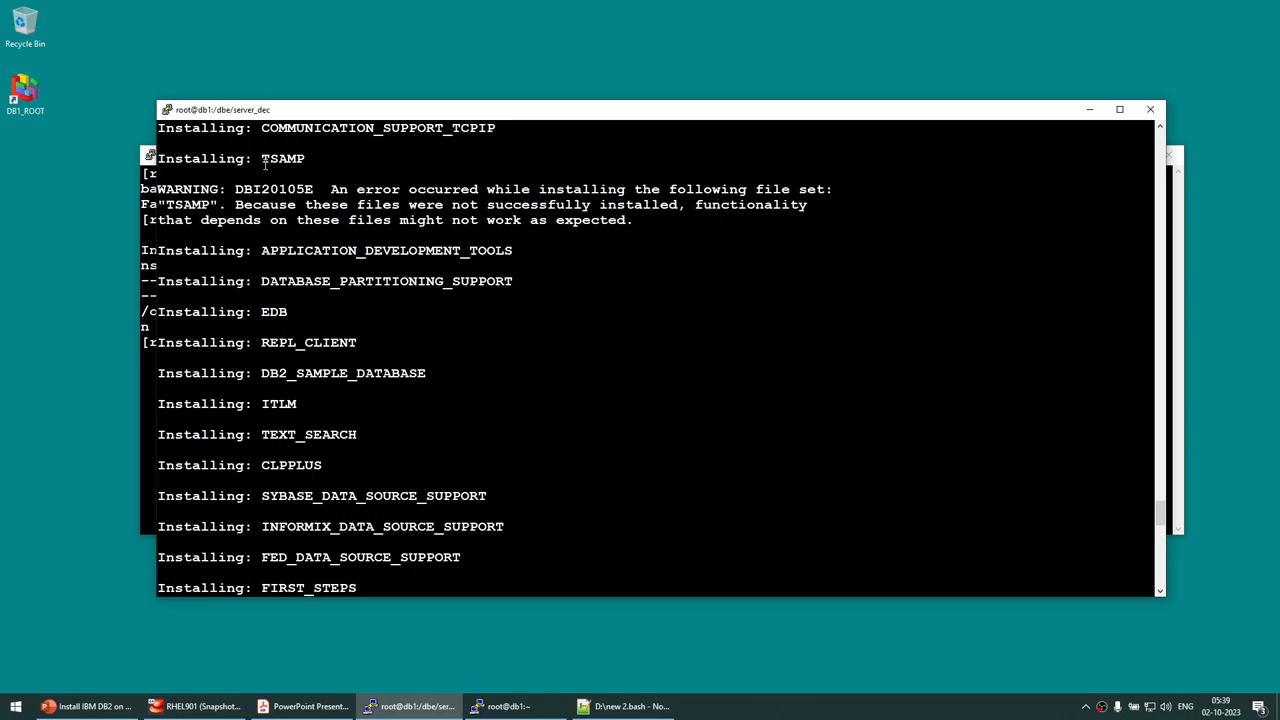 Recycle Bin
DB1_ROOT
root@db1:/dbe/server_dec
Installing: COMMUNICATION_SUPPORT_TCPIP
Installing: TSAMP
WARNING: DBI20105E  An error occurred while installing the following file set:
"TSAMP". Because these files were not successfully installed, functionality
that depends on these files might not work as expected.
Installing: APPLICATION_DEVELOPMENT_TOOLS
Installing: DATABASE_PARTITIONING_SUPPORT
Installing: EDB
Installing: REPL_CLIENT
Installing: DB2_SAMPLE_DATABASE
Installing: ITLM
Installing: TEXT_SEARCH
Installing: CLPPLUS
Installing: SYBASE_DATA_SOURCE_SUPPORT
Installing: INFORMIX_DATA_SOURCE_SUPPORT
Installing: FED_DATA_SOURCE_SUPPORT
Installing: FIRST_STEPS
[r
ba
Fa
[r
In
ns
--
--
/c
n
[r
Install IBM DB2 on ...
RHEL901 (Snapshot...
PowerPoint Present...
root@db1:/dbe/ser...
root@db1:~
D:\new 2.bash - No...
ENG
05:39
02-10-2023